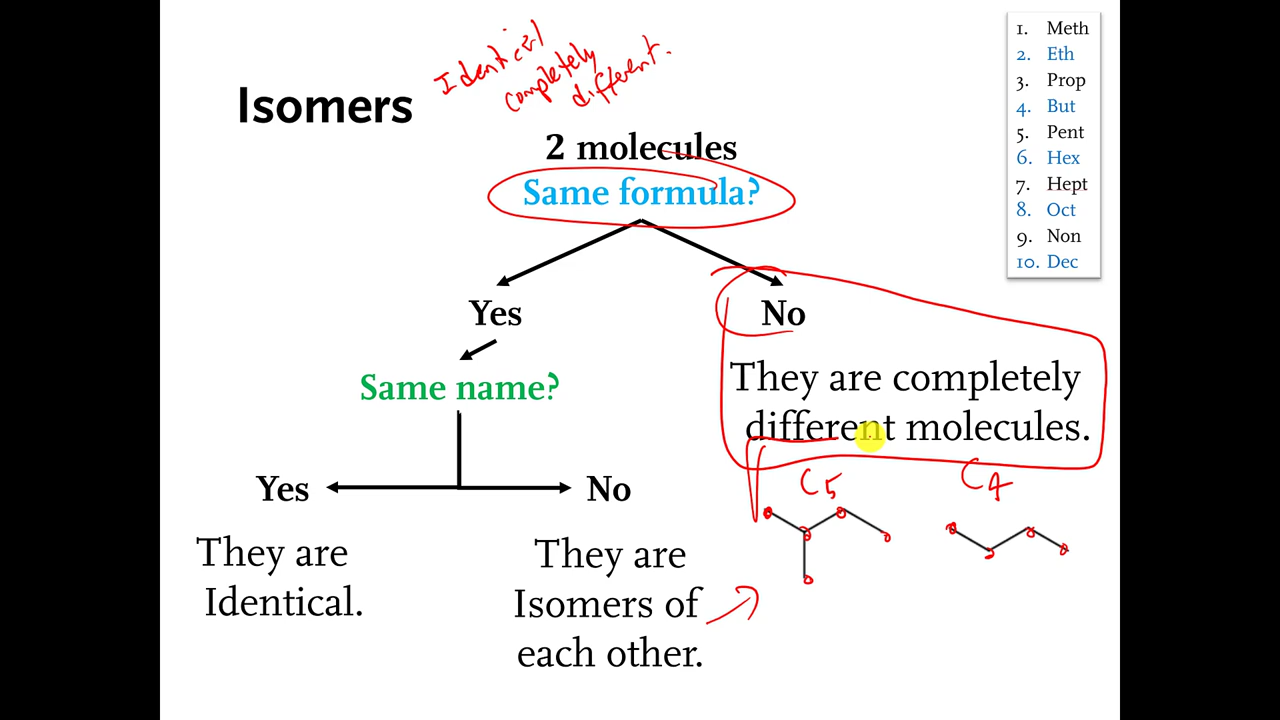 Isomers
Identical
completely
different.
2 molecules
Same formula?
Yes
No
Same name?
They are completely
different molecules.
Yes
No
They are
Identical.
They are
Isomers of
each other.
C5
C4
1. Meth
2. Eth
3. Prop
4. But
5. Pent
6. Hex
7. Hept
8. Oct
9. Non
10. Dec